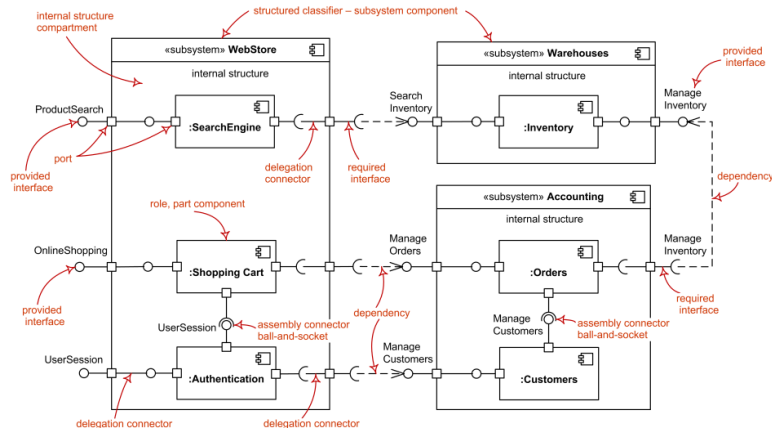 structured classifier – subsystem component
internal structure
compartment
«subsystem» WebStore
internal structure
«subsystem» Warehouses
internal structure
provided
interface
ProductSearch
:SearchEngine
Search
Inventory
:Inventory
Manage
Inventory
provided
interface
port
delegation
connector
required
interface
dependency
role, part component
«subsystem» Accounting
internal structure
OnlineShopping
:Shopping Cart
Manage
Orders
:Orders
Manage
Inventory
provided
interface
dependency
required
interface
UserSession
assembly connector
ball-and-socket
Manage
Customers
assembly connector
ball-and-socket
UserSession
:Authentication
Manage
Customers
:Customers
delegation connector
delegation connector